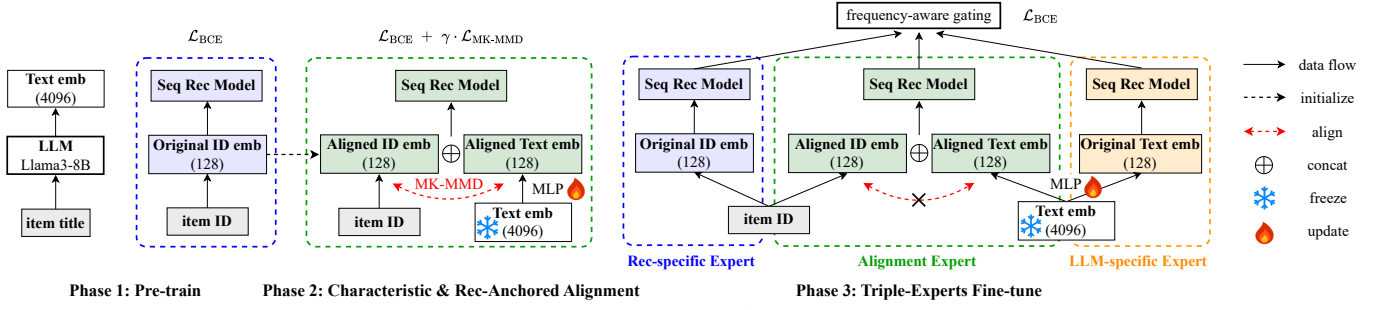 Text emb
(4096)
LLM
Llama3-8B
item title
Phase 1: Pre-train
ℒ_BCE
Seq Rec Model
Original ID emb
(128)
item ID
ℒ_BCE + γ · ℒ_MK-MMD
Seq Rec Model
Aligned ID emb
(128)
Aligned Text emb
(128)
MK-MMD
MLP
item ID
Text emb
(4096)
Phase 2: Characteristic & Rec-Anchored Alignment
frequency-aware gating
ℒ_BCE
Seq Rec Model
Seq Rec Model
Seq Rec Model
Original ID emb
(128)
Aligned ID emb
(128)
Aligned Text emb
(128)
Original Text emb
(128)
MLP
item ID
Text emb
(4096)
Rec-specific Expert
Alignment Expert
LLM-specific Expert
Phase 3: Triple-Experts Fine-tune
data flow
initialize
align
concat
freeze
update